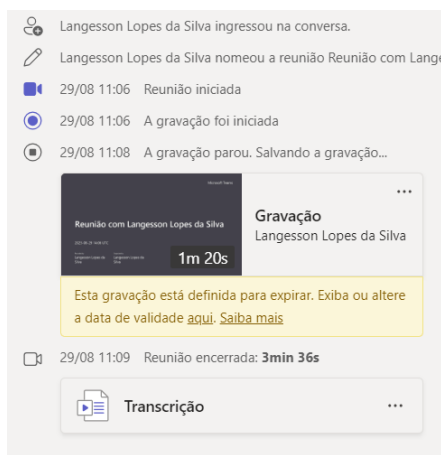 Langesson Lopes da Silva ingressou na conversa.
Langesson Lopes da Silva nomeou a reunião Reunião com Lange
29/08 11:06 Reunião iniciada
29/08 11:06 A gravação foi iniciada
29/08 11:08 A gravação parou. Salvando a gravação...
Microsoft Teams
Reunião com Langesson Lopes da Silva
1m 20s
Gravação
Langesson Lopes da Silva
Esta gravação está definida para expirar. Exiba ou altere
a data de validade aqui. Saiba mais
29/08 11:09 Reunião encerrada: 3min 36s
Transcrição